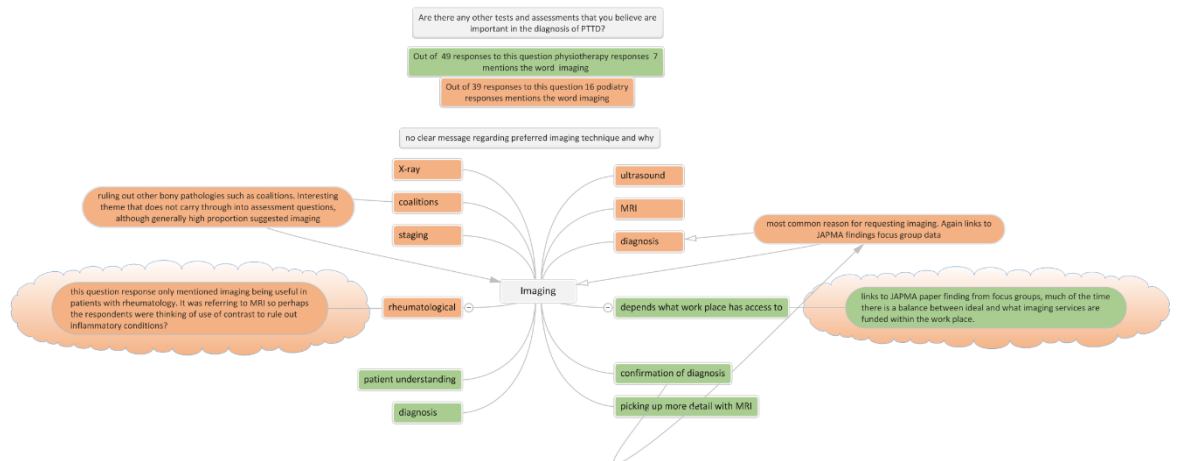 Are there any other tests and assessments that you believe are
important in the diagnosis of PTTD?
Out of 49 responses to this question physiotherapy responses 7
mentions the word imaging
Out of 39 responses to this question 16 podiatry
responses mentions the word imaging
no clear message regarding preferred imaging technique and why
X-ray
ultrasound
ruling out other bony pathologies such as coalitions. Interesting
theme that does not carry through into assessment questions,
although generally high proportion suggested imaging
coalitions
MRI
staging
diagnosis
most common reason for requesting imaging. Again links to
JAPMA findings focus group data
Imaging
this question response only mentioned imaging being useful in
patients with rheumatology. It was referring to MRI so perhaps
the respondents were thinking of use of contrast to rule out
inflammatory conditions?
rheumatological
depends what work place has access to
links to JAPMA paper finding from focus groups, much of the time
there is a balance between ideal and what imaging services are
funded within the work place.
patient understanding
confirmation of diagnosis
diagnosis
picking up more detail with MRI